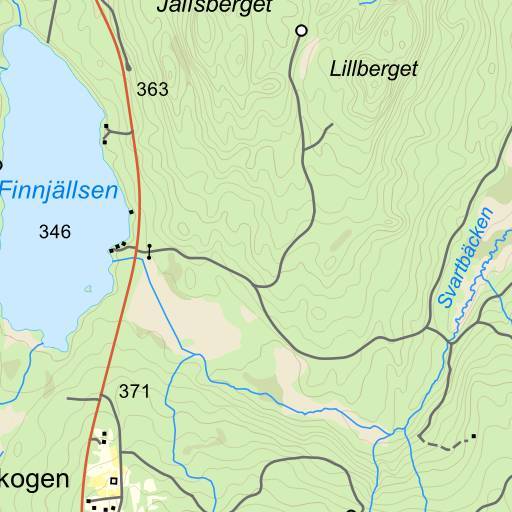 Jällsberget
Lillberget
363
Finnjällsen
346
Svartbäcken
371
kogen